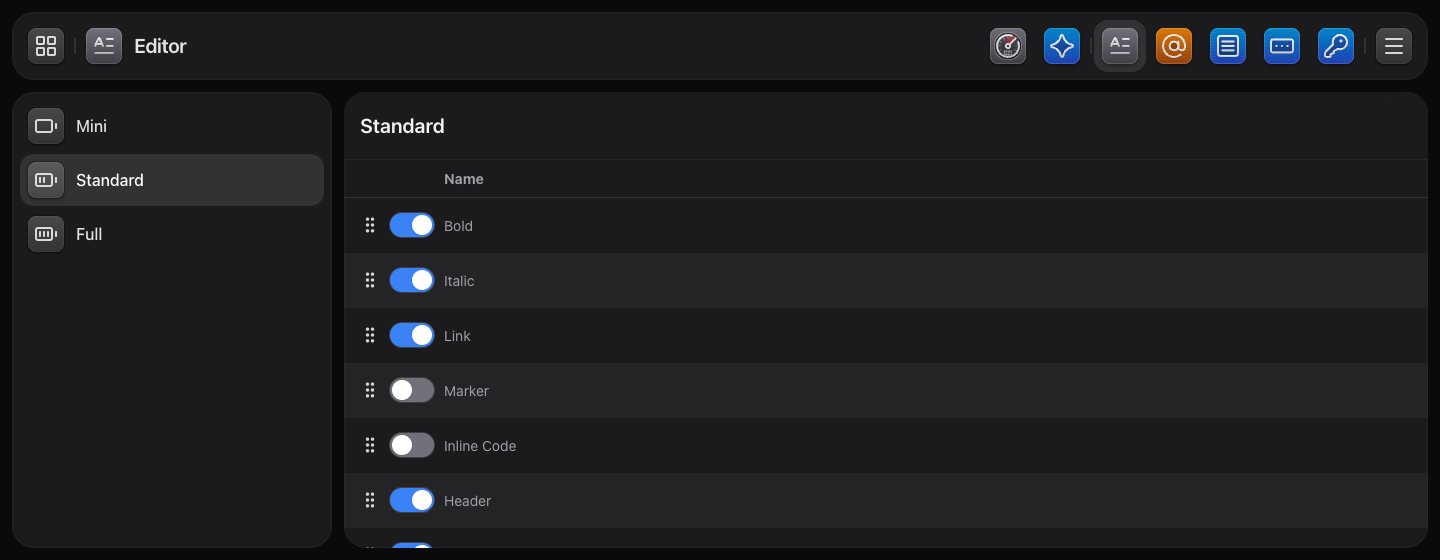 Editor
Mini
Standard
Full
Standard
Name
Bold
Italic
Link
Marker
Inline Code
Header